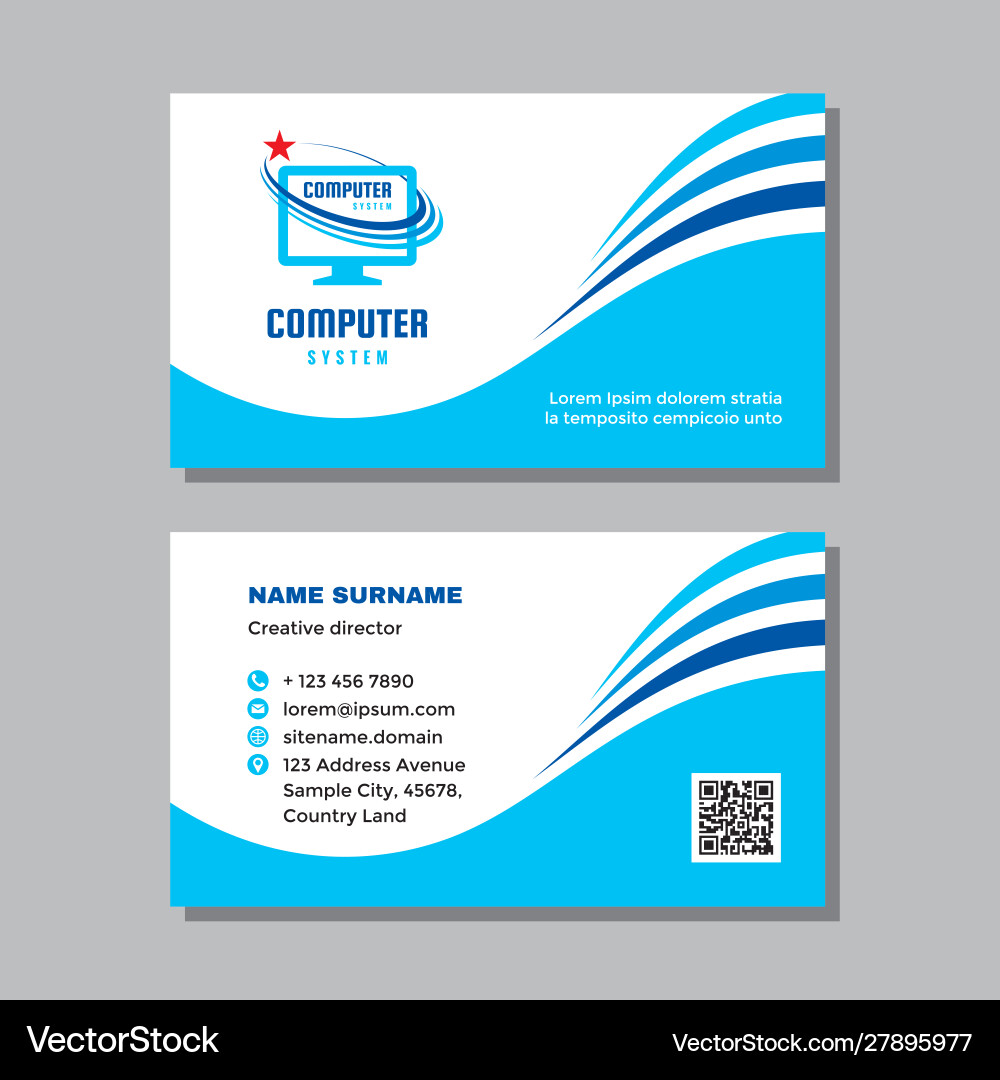 COMPUTER
SYSTEM
COMPUTER
SYSTEM
Lorem Ipsim dolorem stratia
la temposito cempicoio unto
NAME SURNAME
Creative director
+ 123 456 7890
lorem@ipsum.com
sitename.domain
123 Address Avenue
Sample City, 45678,
Country Land
VectorStock
VectorStock.com/27895977